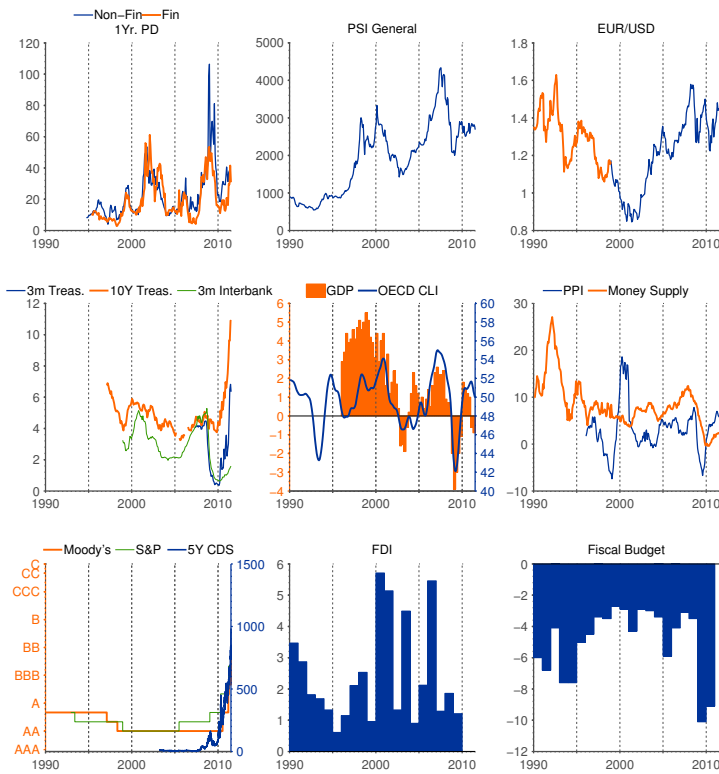 Non-Fin Fin
1Yr. PD
120
100
80
60
40
20
0
1990 2000 2010
PSI General
5000
4000
3000
2000
1000
0
1990 2000 2010
EUR/USD
1.8
1.6
1.4
1.2
1
0.8
1990 2000 2010
3m Treas. 10Y Treas. 3m Interbank
12
10
8
6
4
2
0
1990 2000 2010
GDP OECD CLI
6 60
5 58
4 56
3 54
2 52
1 50
0 48
−1 46
−2 44
−3 42
−4 40
1990 2000 2010
PPI Money Supply
30
20
10
0
−10
1990 2000 2010
Moody's S&P 5Y CDS
C 1500
CC
CCC
1000
B
BB
BBB 500
A
AA
AAA 0
1990 2000 2010
FDI
6
5
4
3
2
1
0
1990 2000 2010
Fiscal Budget
0
−2
−4
−6
−8
−10
−12
1990 2000 2010